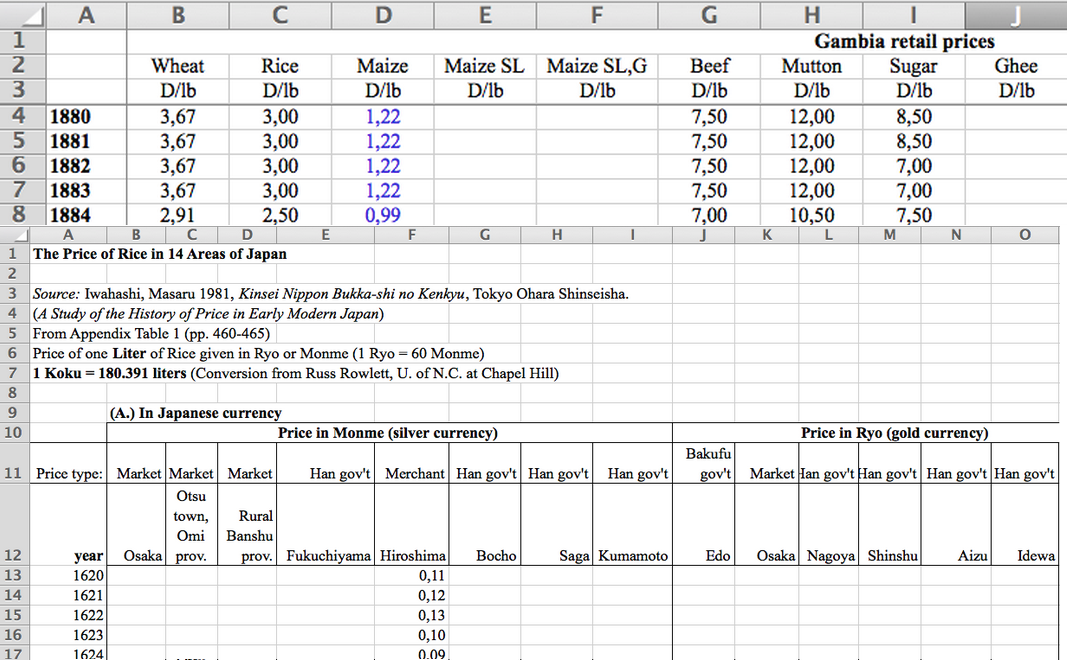 A B C D E F G H I J
1 Gambia retail prices
2 Wheat Rice Maize Maize SL Maize SL,G Beef Mutton Sugar Ghee
3 D/lb D/lb D/lb D/lb D/lb D/lb D/lb D/lb D/lb
4 1880 3,67 3,00 1,22 7,50 12,00 8,50
5 1881 3,67 3,00 1,22 7,50 12,00 8,50
6 1882 3,67 3,00 1,22 7,50 12,00 7,00
7 1883 3,67 3,00 1,22 7,50 12,00 7,00
8 1884 2,91 2,50 0,99 7,00 10,50 7,50
A B C D E F G H I J K L M N O
1 The Price of Rice in 14 Areas of Japan
2
3 Source: Iwahashi, Masaru 1981, Kinsei Nippon Bukka-shi no Kenkyu, Tokyo Ohara Shinseisha.
4 (A Study of the History of Price in Early Modern Japan)
5 From Appendix Table 1 (pp. 460-465)
6 Price of one Liter of Rice given in Ryo or Monme (1 Ryo = 60 Monme)
7 1 Koku = 180.391 liters (Conversion from Russ Rowlett, U. of N.C. at Chapel Hill)
8
9 (A.) In Japanese currency
10 Price in Monme (silver currency) Price in Ryo (gold currency)
Bakufu
11 Price type: Market Market Market Han gov't Merchant Han gov't Han gov't Han gov't gov't Market Han gov't Han gov't Han gov't Han gov't
Otsu
town, Rural
Omi Banshu
12 year Osaka prov. prov. Fukuchiyama Hiroshima Bocho Saga Kumamoto Edo Osaka Nagoya Shinshu Aizu Idewa
13 1620 0,11
14 1621 0,12
15 1622 0,13
16 1623 0,10
17 1624 0,09